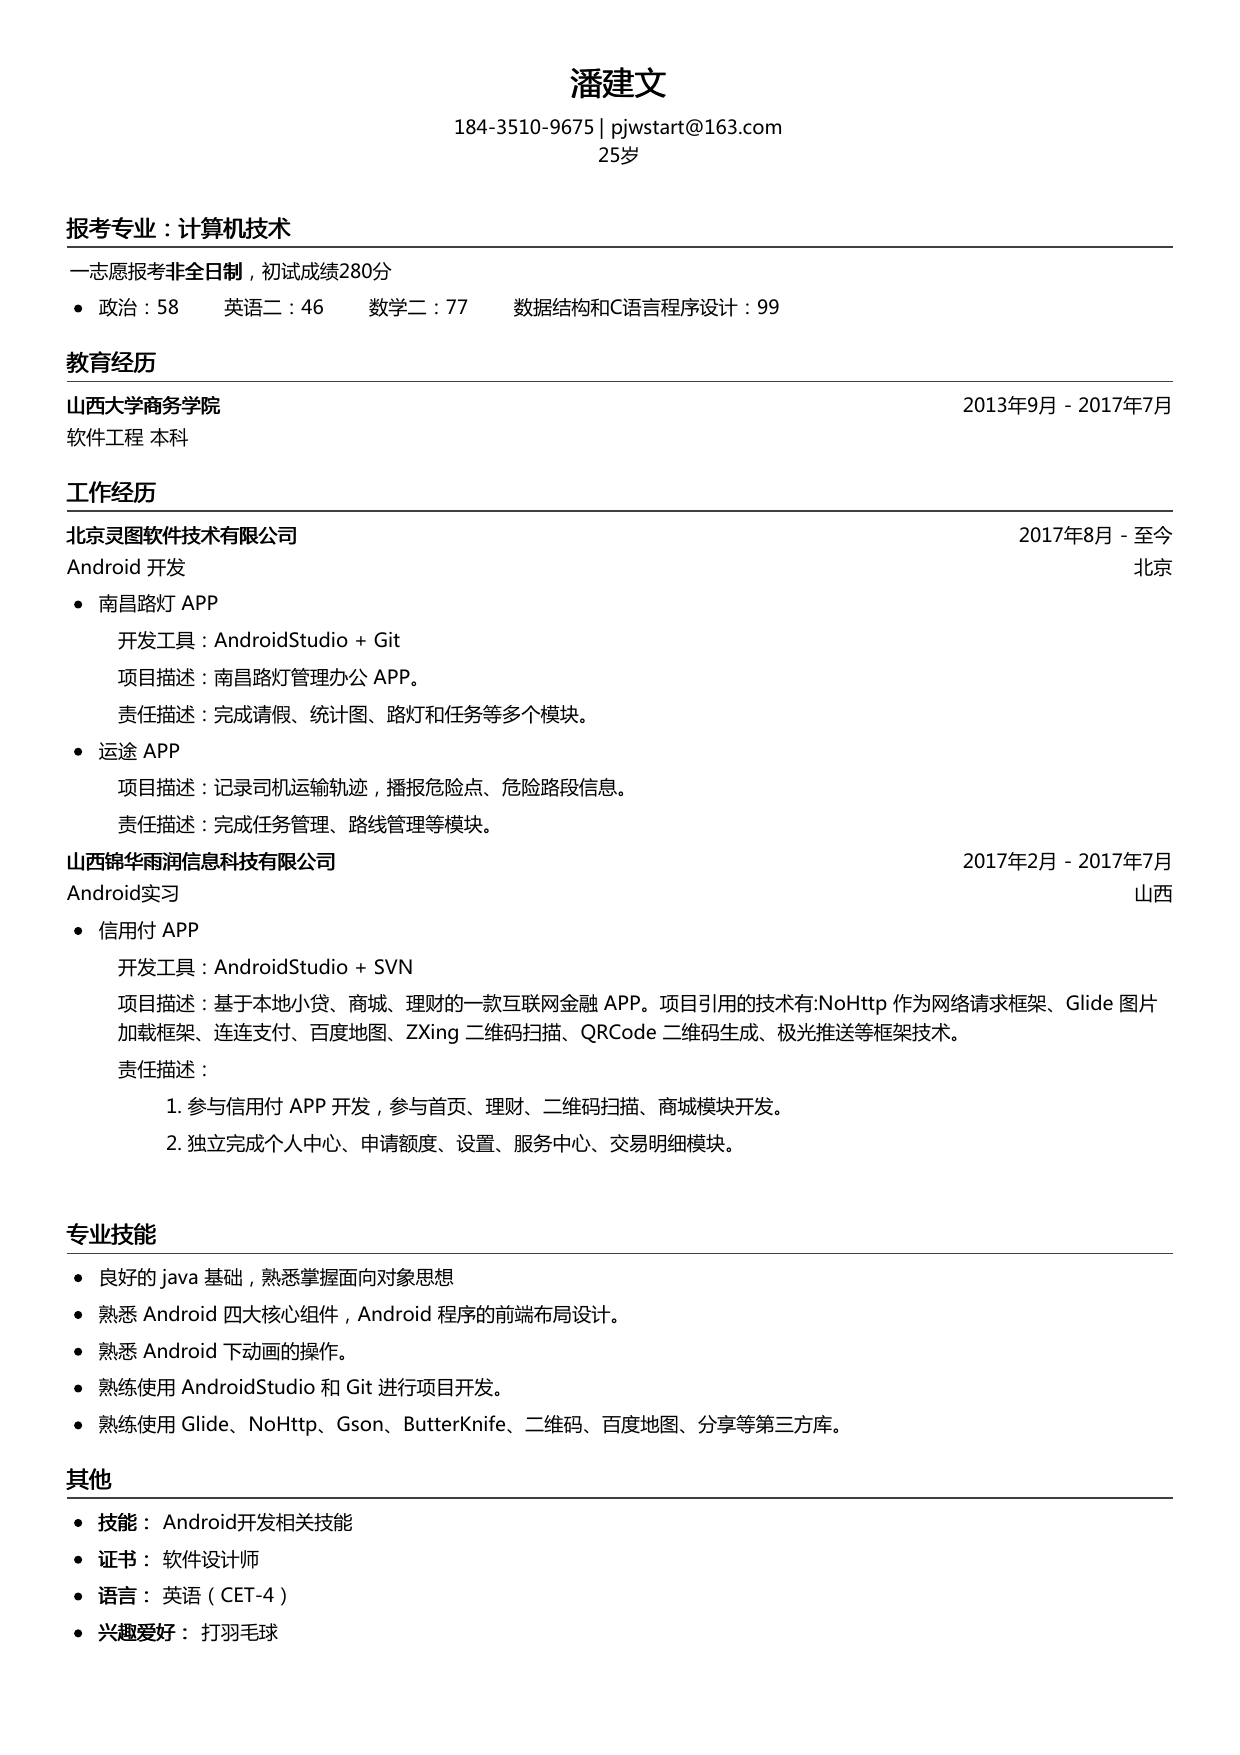 潘建文
184-3510-9675 | pjwstart@163.com
25岁
报考专业：计算机技术
一志愿报考非全日制，初试成绩280分
● 政治：58 英语二：46 数学二：77 数据结构和C语言程序设计：99
教育经历
山西大学商务学院 2013年9月 - 2017年7月
软件工程 本科
工作经历
北京灵图软件技术有限公司 2017年8月 - 至今
Android 开发 北京
● 南昌路灯 APP
开发工具：AndroidStudio + Git
项目描述：南昌路灯管理办公 APP。
责任描述：完成请假、统计图、路灯和任务等多个模块。
● 运途 APP
项目描述：记录司机运输轨迹，播报危险点、危险路段信息。
责任描述：完成任务管理、路线管理等模块。
山西锦华雨润信息科技有限公司 2017年2月 - 2017年7月
Android实习 山西
● 信用付 APP
开发工具：AndroidStudio + SVN
项目描述：基于本地小贷、商城、理财的一款互联网金融 APP。项目引用的技术有:NoHttp 作为网络请求框架、Glide 图片
加载框架、连连支付、百度地图、ZXing 二维码扫描、QRCode 二维码生成、极光推送等框架技术。
责任描述：
1. 参与信用付 APP 开发，参与首页、理财、二维码扫描、商城模块开发。
2. 独立完成个人中心、申请额度、设置、服务中心、交易明细模块。
专业技能
● 良好的 java 基础，熟悉掌握面向对象思想
● 熟悉 Android 四大核心组件，Android 程序的前端布局设计。
● 熟悉 Android 下动画的操作。
● 熟练使用 AndroidStudio 和 Git 进行项目开发。
● 熟练使用 Glide、NoHttp、Gson、ButterKnife、二维码、百度地图、分享等第三方库。
其他
● 技能： Android开发相关技能
● 证书： 软件设计师
● 语言： 英语（CET-4）
● 兴趣爱好： 打羽毛球